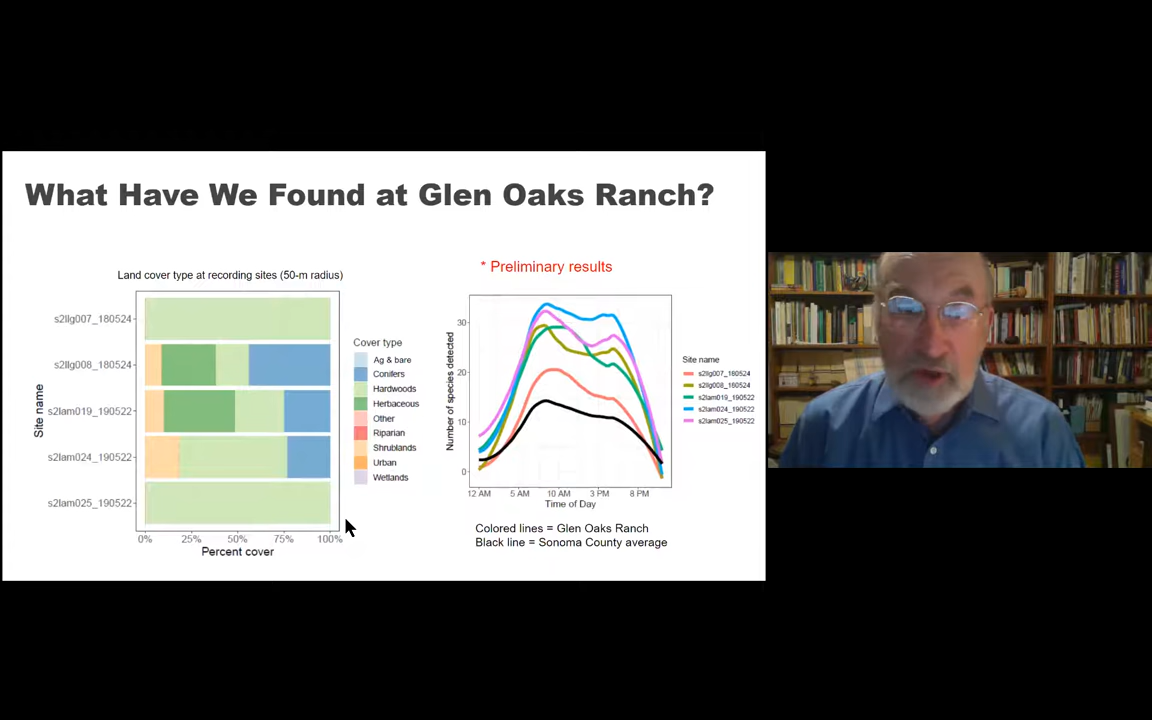 What Have We Found at Glen Oaks Ranch?
Land cover type at recording sites (50-m radius)
Site name
s2llg007_180524
s2llg008_180524
s2lam019_190522
s2lam024_190522
s2lam025_190522
0% 25% 50% 75% 100%
Percent cover
Cover type
Ag & bare
Conifers
Hardwoods
Herbaceous
Other
Riparian
Shrublands
Urban
Wetlands
* Preliminary results
Number of species detected
30
20
10
0
12 AM 5 AM 10 AM 3 PM 8 PM
Time of Day
Site name
s2llg007_180524
s2llg008_180524
s2lam019_190522
s2lam024_190522
s2lam025_190522
Colored lines = Glen Oaks Ranch
Black line = Sonoma County average